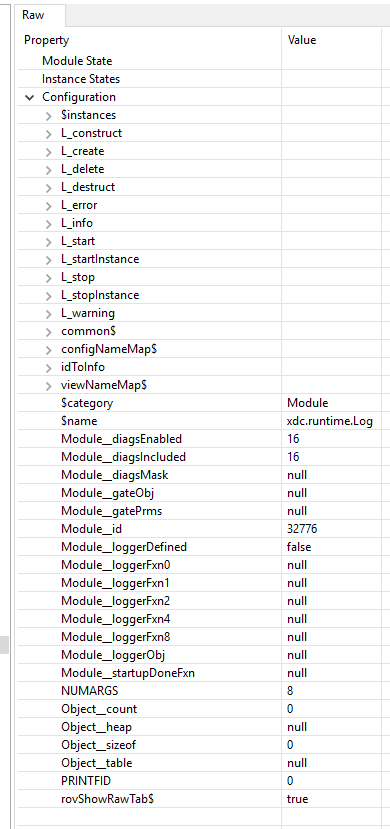 Raw
Property Value
Module State
Instance States
Configuration
$instances
L_construct
L_create
L_delete
L_destruct
L_error
L_info
L_start
L_startInstance
L_stop
L_stopInstance
L_warning
common$
configNameMap$
idToInfo
viewNameMap$
$category Module
$name xdc.runtime.Log
Module__diagsEnabled 16
Module__diagsIncluded 16
Module__diagsMask null
Module__gateObj null
Module__gatePrms null
Module__id 32776
Module__loggerDefined false
Module__loggerFxn0 null
Module__loggerFxn1 null
Module__loggerFxn2 null
Module__loggerFxn4 null
Module__loggerFxn8 null
Module__loggerObj null
Module__startupDoneFxn null
NUMARGS 8
Object__count 0
Object__heap null
Object__sizeof 0
Object__table null
PRINTFID 0
rovShowRawTab$ true